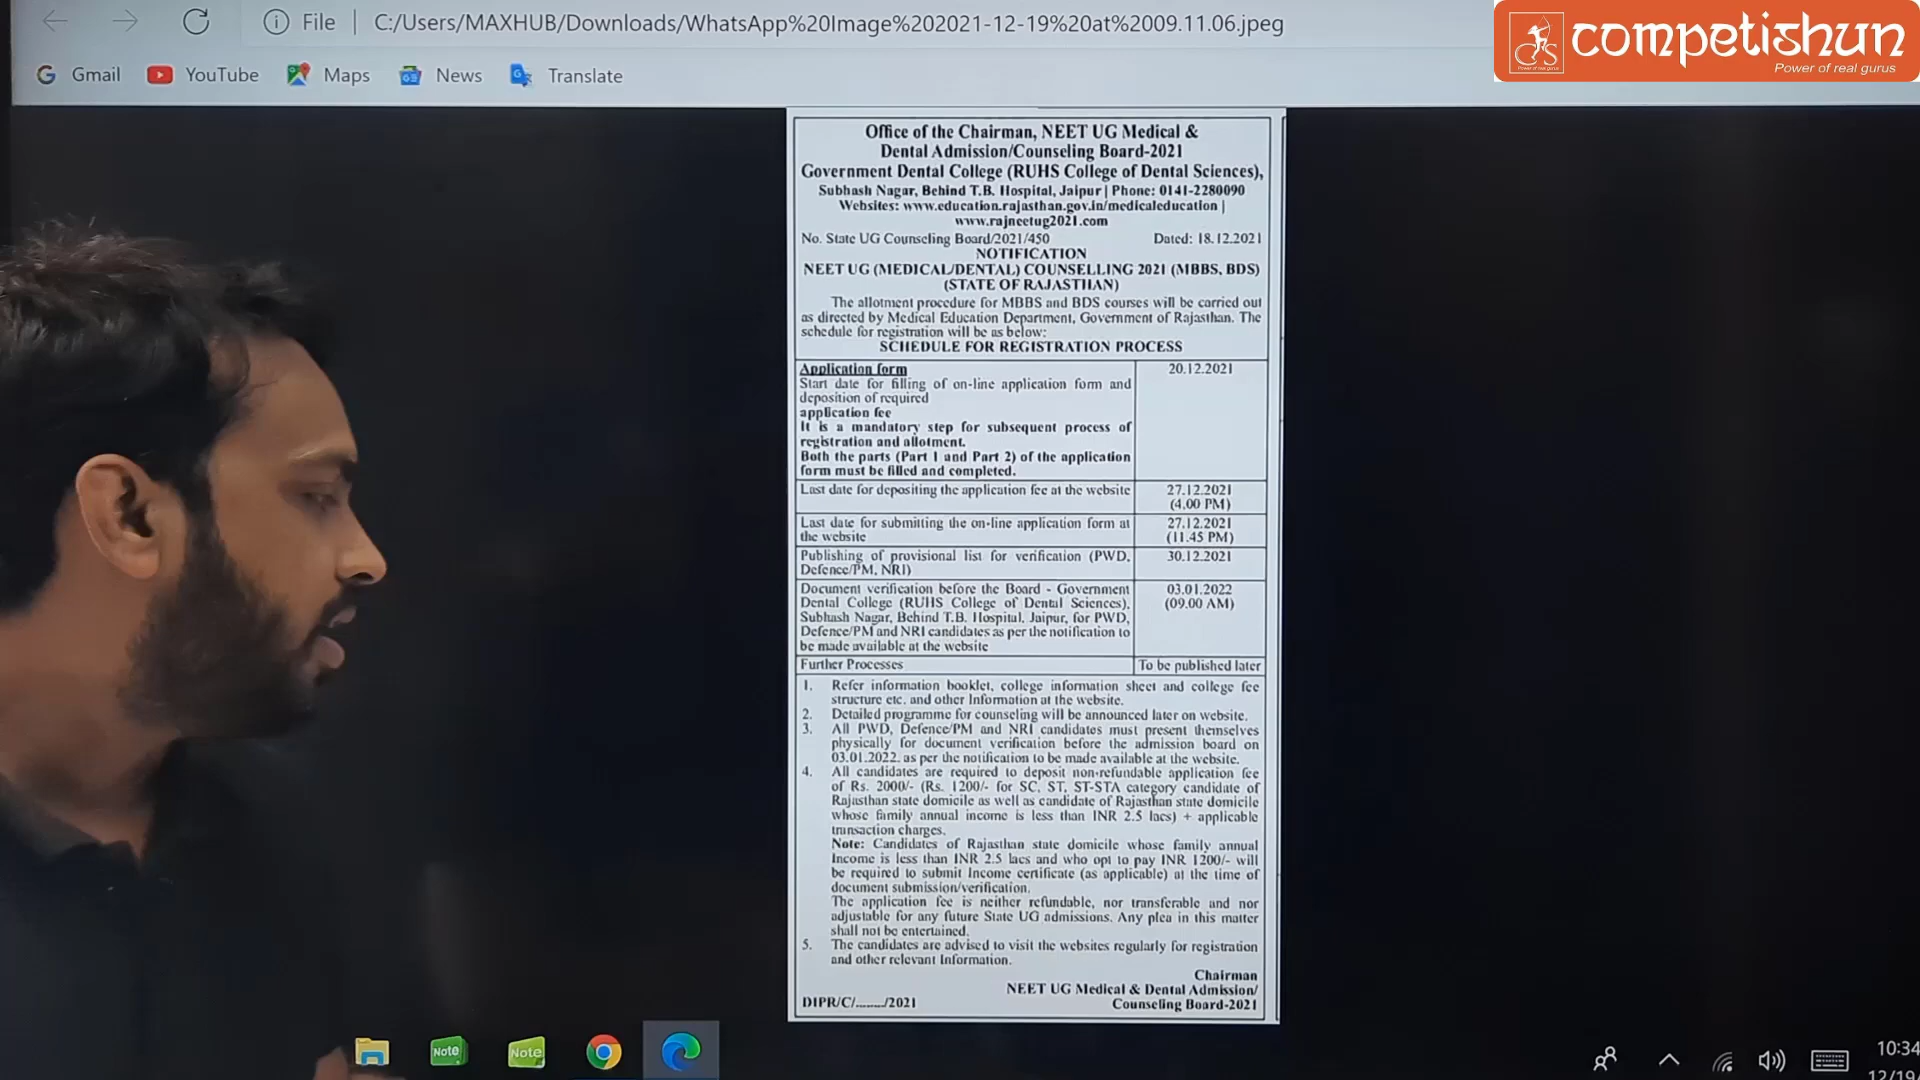 File | C:/Users/MAXHUB/Downloads/WhatsApp%20Image%202021-12-19%20at%2009.11.06.jpeg
competishun
Power of real gurus
Gmail YouTube Maps News Translate
Office of the Chairman, NEET UG Medical &
Dental Admission/Counseling Board-2021
Government Dental College (RUHS College of Dental Sciences),
Subhash Nagar, Behind T.B. Hospital, Jaipur | Phone: 0141-2280090
Websites: www.education.rajasthan.gov.in/medicaleducation |
www.rajneetug2021.com
No. State UG Counseling Board/2021/450 Dated: 18.12.2021
NOTIFICATION
NEET UG (MEDICAL/DENTAL) COUNSELLING 2021 (MBBS, BDS)
(STATE OF RAJASTHAN)
The allotment procedure for MBBS and BDS courses will be carried out
as directed by Medical Education Department, Government of Rajasthan. The
schedule for registration will be as below:
SCHEDULE FOR REGISTRATION PROCESS
Application form 20.12.2021
Start date for filling of on-line application form and
deposition of required
application fee
It is a mandatory step for subsequent process of
registration and allotment.
Both the parts (Part 1 and Part 2) of the application
form must be filled and completed.
Last date for depositing the application fee at the website 27.12.2021
(4.00 PM)
Last date for submitting the on-line application form at 27.12.2021
the website (11.45 PM)
Publishing of provisional list for verification (PWD, 30.12.2021
Defence/PM, NRI)
Document verification before the Board - Government 03.01.2022
Dental College (RUHS College of Dental Sciences), (09.00 AM)
Subhash Nagar, Behind T.B. Hospital, Jaipur, for PWD,
Defence/PM and NRI candidates as per the notification to
be made available at the website
Further Processes To be published later
1. Refer information booklet, college information sheet and college fee
structure etc. and other Information at the website.
2. Detailed programme for counseling will be announced later on website.
3. All PWD, Defence/PM and NRI candidates must present themselves
physically for document verification before the admission board on
03.01.2022, as per the notification to be made available at the website.
4. All candidates are required to deposit non-refundable application fee
of Rs. 2000/- (Rs. 1200/- for SC, ST, ST-STA category candidate of
Rajasthan state domicile as well as candidate of Rajasthan state domicile
whose family annual income is less than INR 2.5 lacs) + applicable
transaction charges.
Note: Candidates of Rajasthan state domicile whose family annual
Income is less than INR 2.5 lacs and who opt to pay INR 1200/- will
be required to submit Income certificate (as applicable) at the time of
document submission/verification.
The application fee is neither refundable, nor transferable and nor
adjustable for any future State UG admissions. Any plea in this matter
shall not be entertained.
5. The candidates are advised to visit the websites regularly for registration
and other relevant Information.
Chairman
NEET UG Medical & Dental Admission/
DIPR/C/......../2021 Counseling Board-2021
Note Note
10:34
12/19